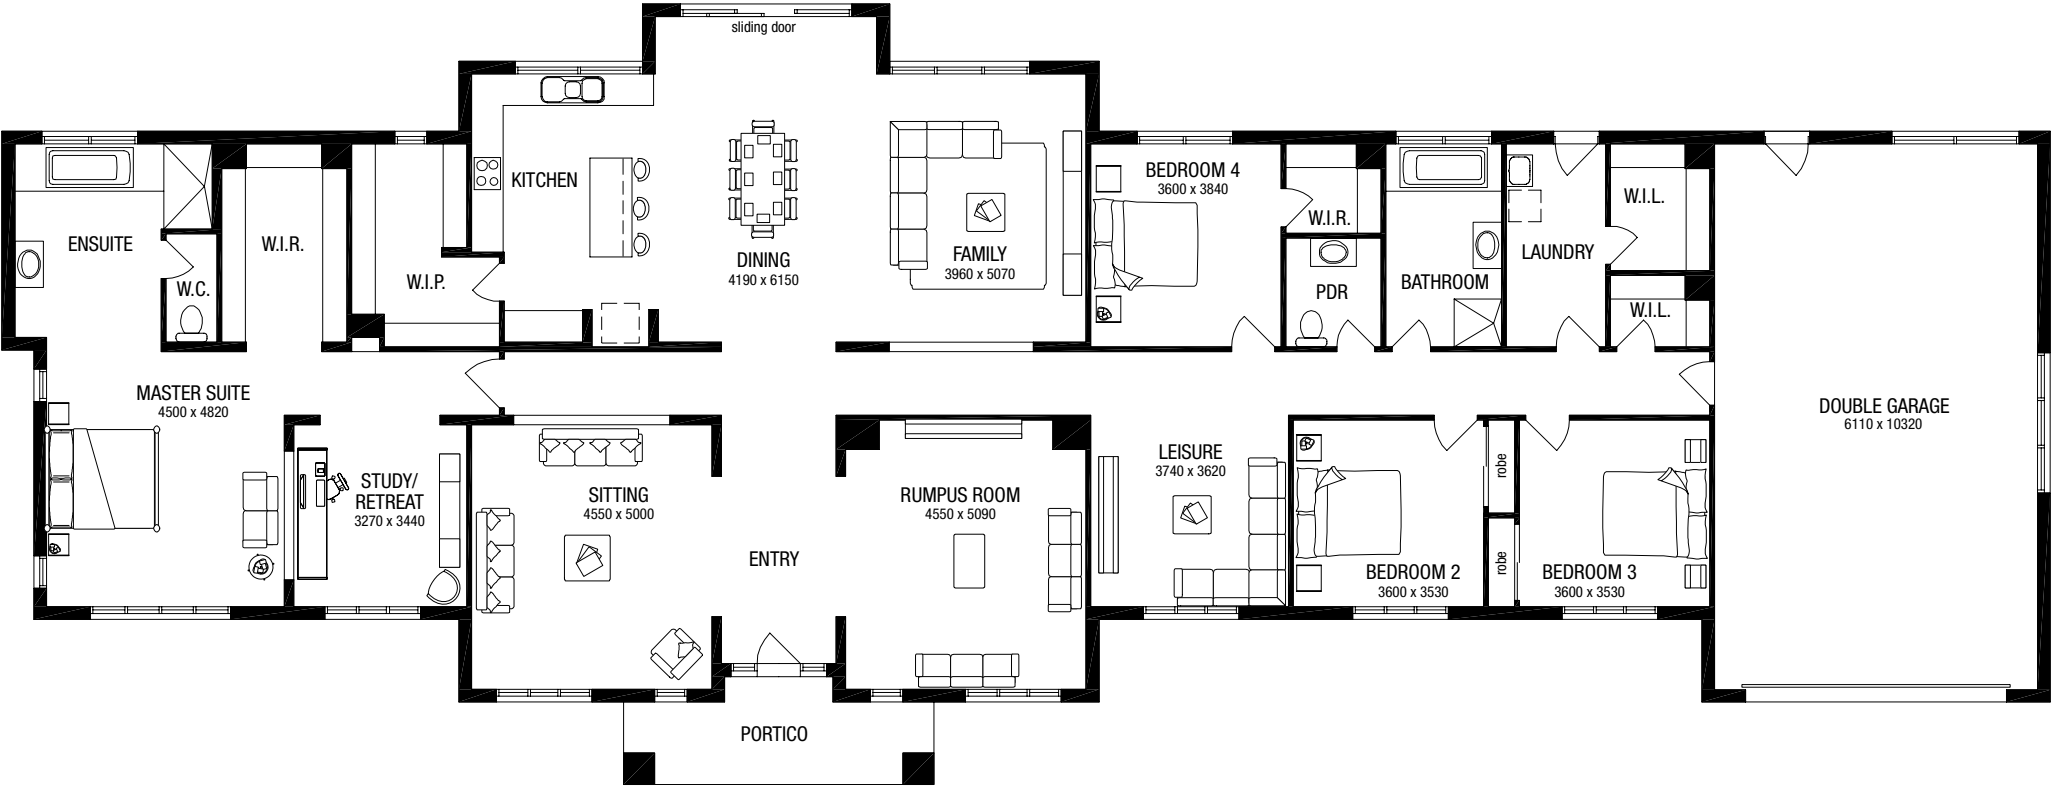 sliding door
KITCHEN
BEDROOM 4
3600 x 3840
W.I.R.
W.I.L.
ENSUITE
W.I.R.
DINING
4190 x 6150
FAMILY
3960 x 5070
LAUNDRY
W.C.
W.I.P.
PDR
BATHROOM
W.I.L.
MASTER SUITE
4500 x 4820
DOUBLE GARAGE
6110 x 10320
STUDY/
RETREAT
3270 x 3440
SITTING
4550 x 5000
RUMPUS ROOM
4550 x 5090
LEISURE
3740 x 3620
robe
ENTRY
robe
BEDROOM 2
3600 x 3530
BEDROOM 3
3600 x 3530
PORTICO